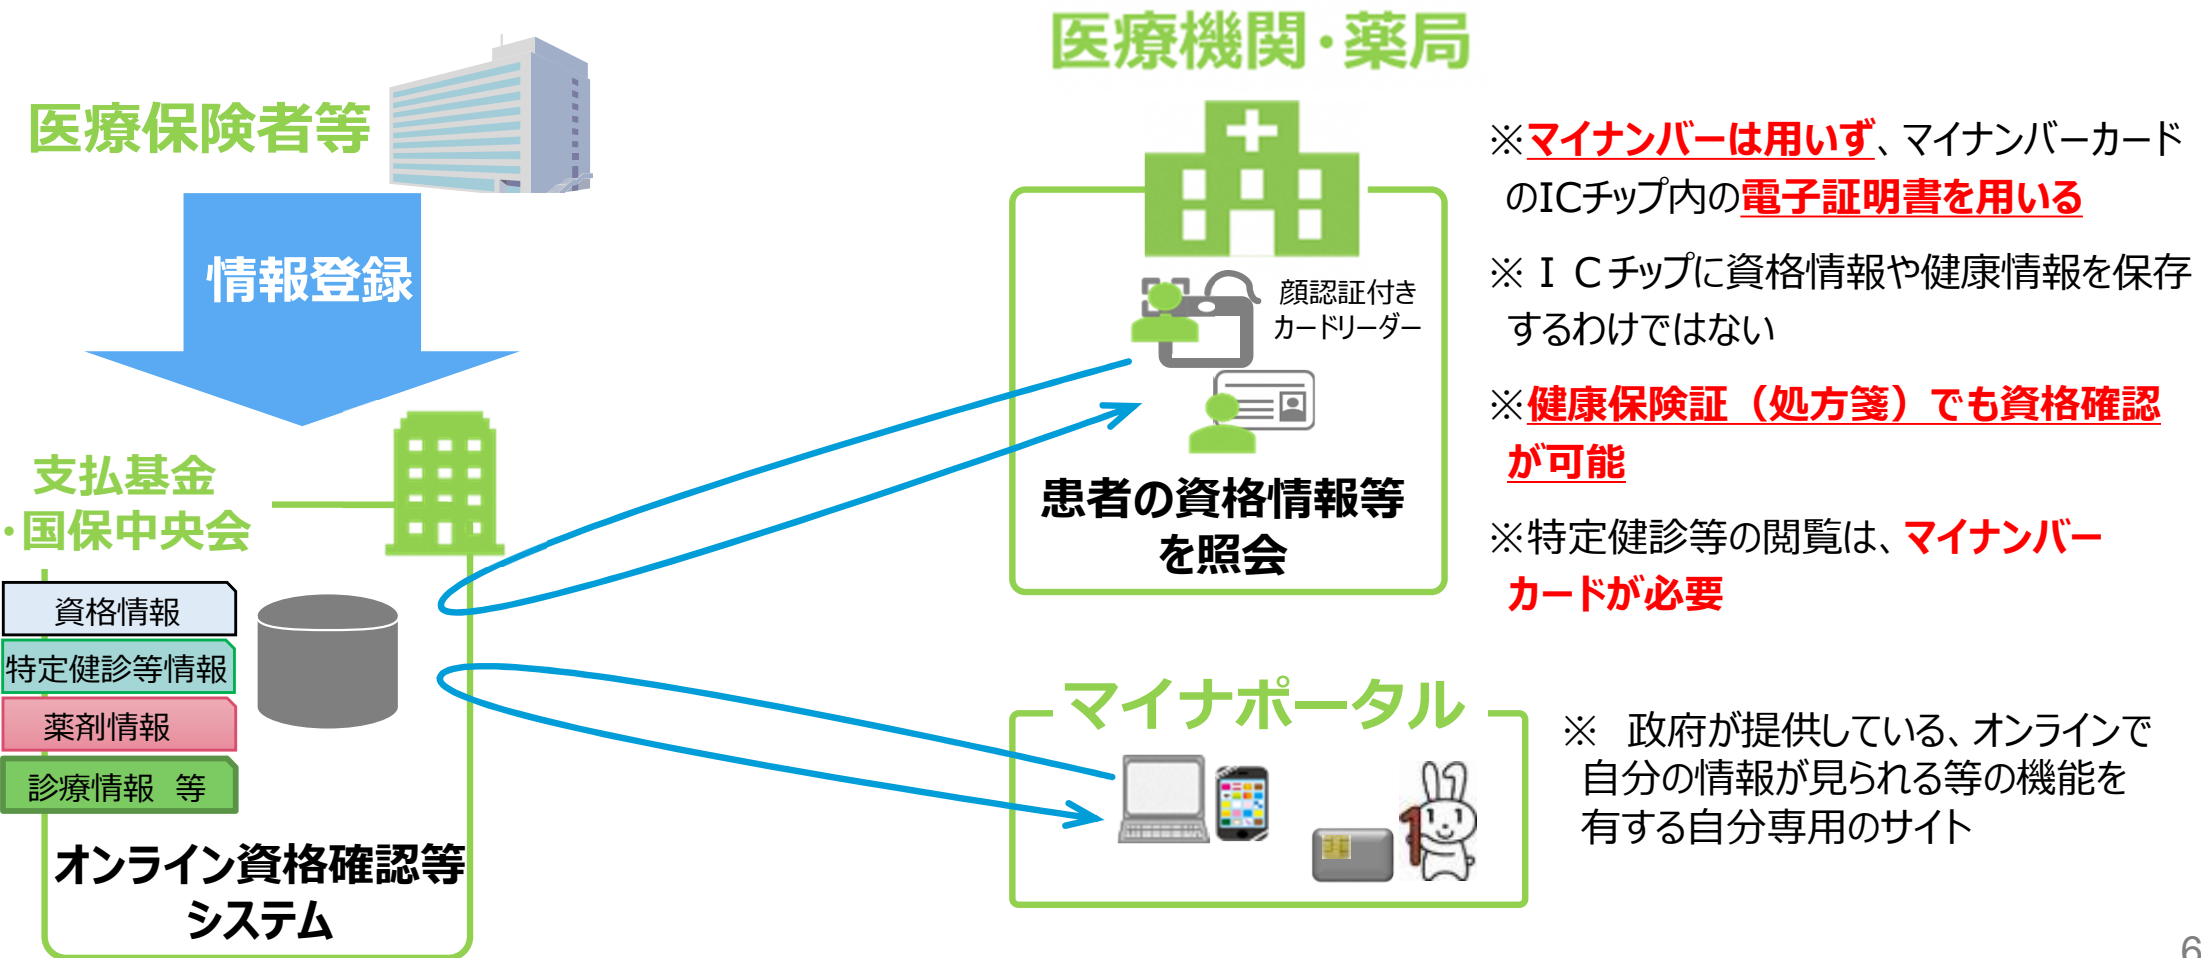 医療保険者等
情報登録
支払基金
・国保中央会
資格情報
特定健診等情報
薬剤情報
診療情報 等
オンライン資格確認等
システム
医療機関・薬局
顔認証付き
カードリーダー
患者の資格情報等
を照会
※マイナンバーは用いず、マイナンバーカード
のICチップ内の電子証明書を用いる
※ＩＣチップに資格情報や健康情報を保存
するわけではない
※健康保険証（処方箋）でも資格確認
が可能
※特定健診等の閲覧は、マイナンバー
カードが必要
マイナポータル
1
※ 政府が提供している、オンラインで
自分の情報が見られる等の機能を
有する自分専用のサイト
6